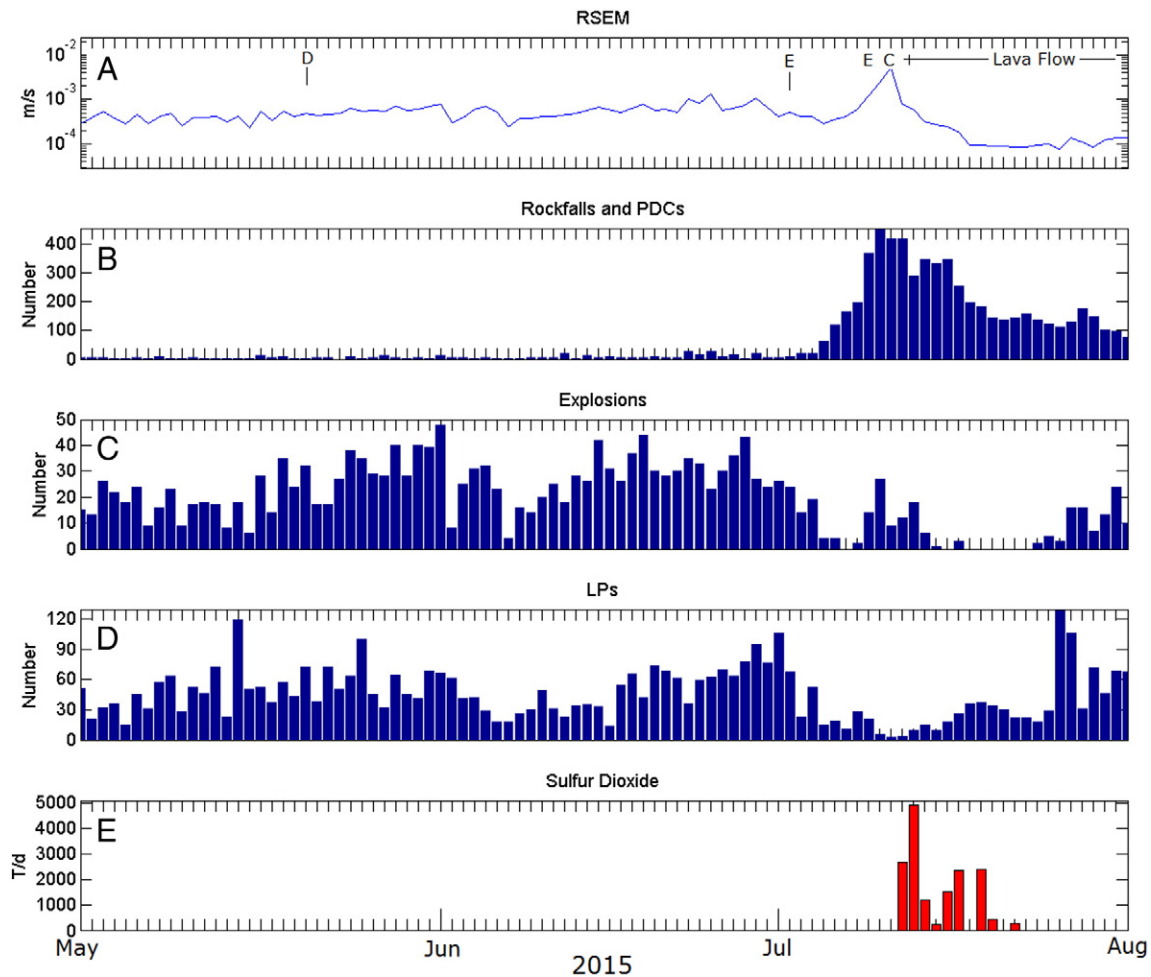 RSEM
A
m/s
10-2
10-3
10-4
D
E
E C
Lava Flow
Rockfalls and PDCs
B
Number
400
300
200
100
0
Explosions
C
Number
50
40
30
20
10
0
LPs
D
Number
120
90
60
30
0
Sulfur Dioxide
E
T/d
5000
4000
3000
2000
1000
0
May Jun Jul Aug
2015